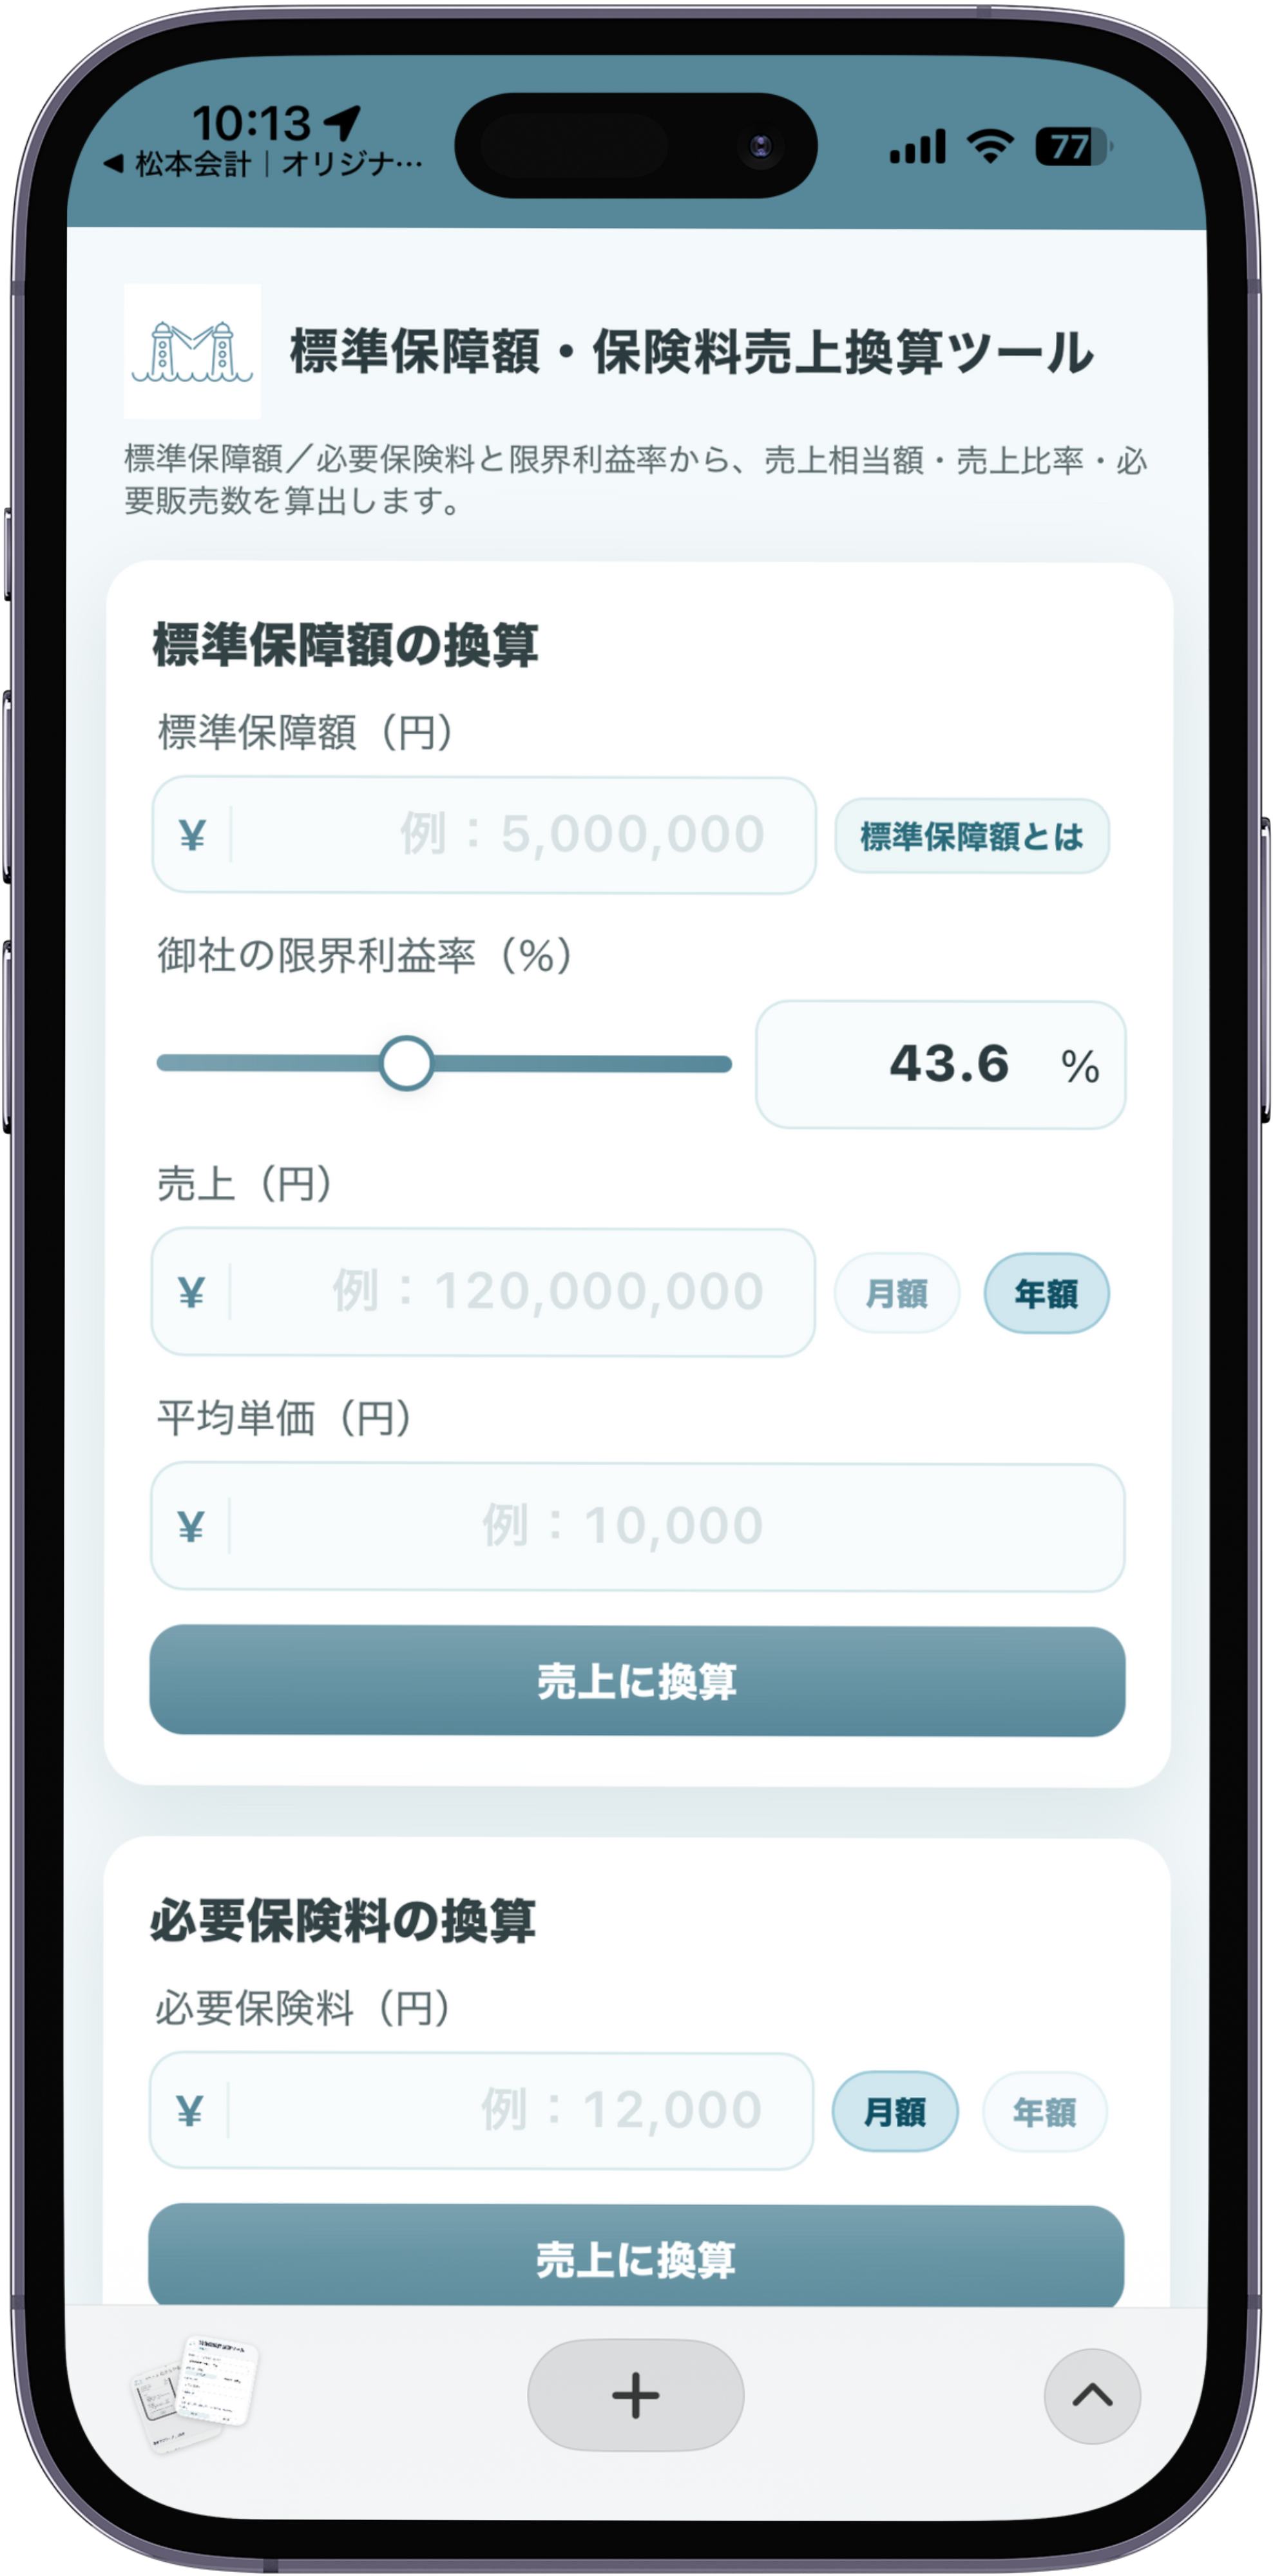 10:13
77
◀ 松本会計｜オリジナ…
標準保障額・保険料売上換算ツール
標準保障額／必要保険料と限界利益率から、売上相当額・売上比率・必
要販売数を算出します。
標準保障額の換算
標準保障額（円）
¥ 例：5,000,000 標準保障額とは
御社の限界利益率（%）
43.6 %
売上（円）
¥ 例：120,000,000 月額 年額
平均単価（円）
¥ 例：10,000
売上に換算
必要保険料の換算
必要保険料（円）
¥ 例：12,000 月額 年額
売上に換算